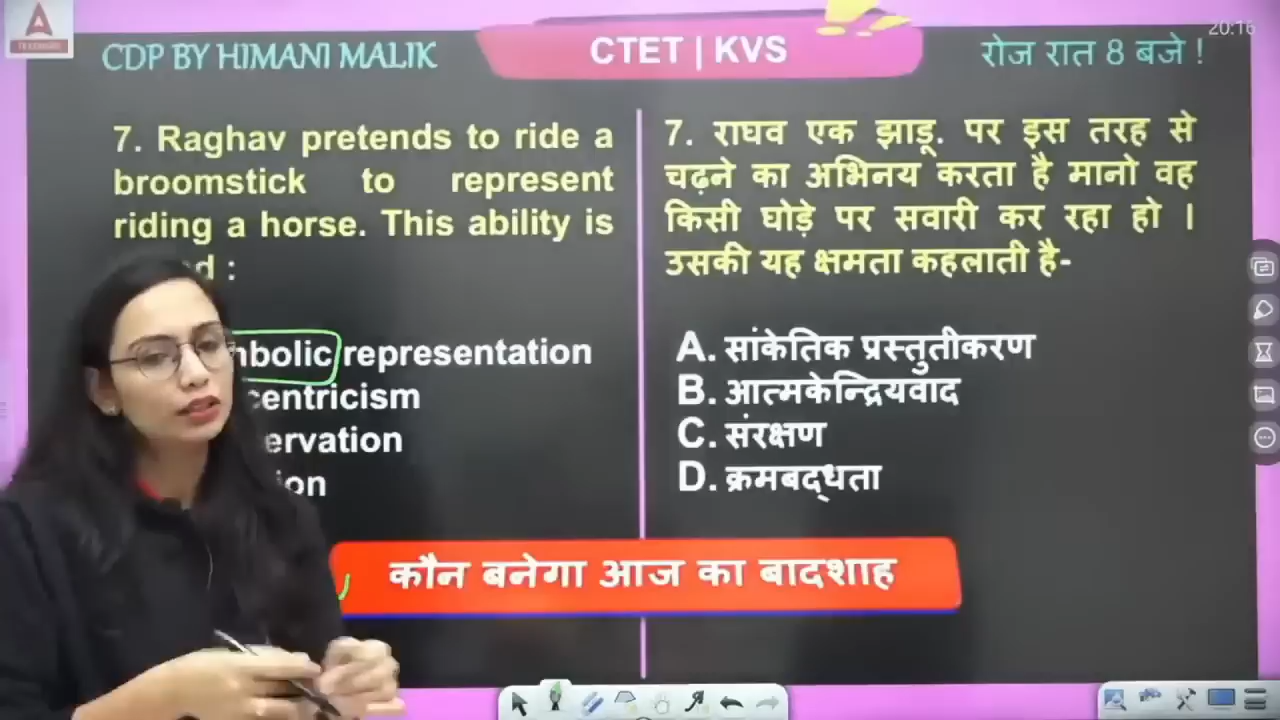 CDP BY HIMANI MALIK
CTET | KVS
20:16
रोज रात 8 बजे !
7. Raghav pretends to ride a
broomstick to represent
riding a horse. This ability is
:
representation
7. राघव एक झाडू. पर इस तरह से
चढ़ने का अभिनय करता है मानो वह
किसी घोड़े पर सवारी कर रहा हो ।
उसकी यह क्षमता कहलाती है-
A. सांकेतिक प्रस्तुतीकरण
B. आत्मकेन्द्रियवाद
C. संरक्षण
D. क्रमबद्धता
कौन बनेगा आज का बादशाह